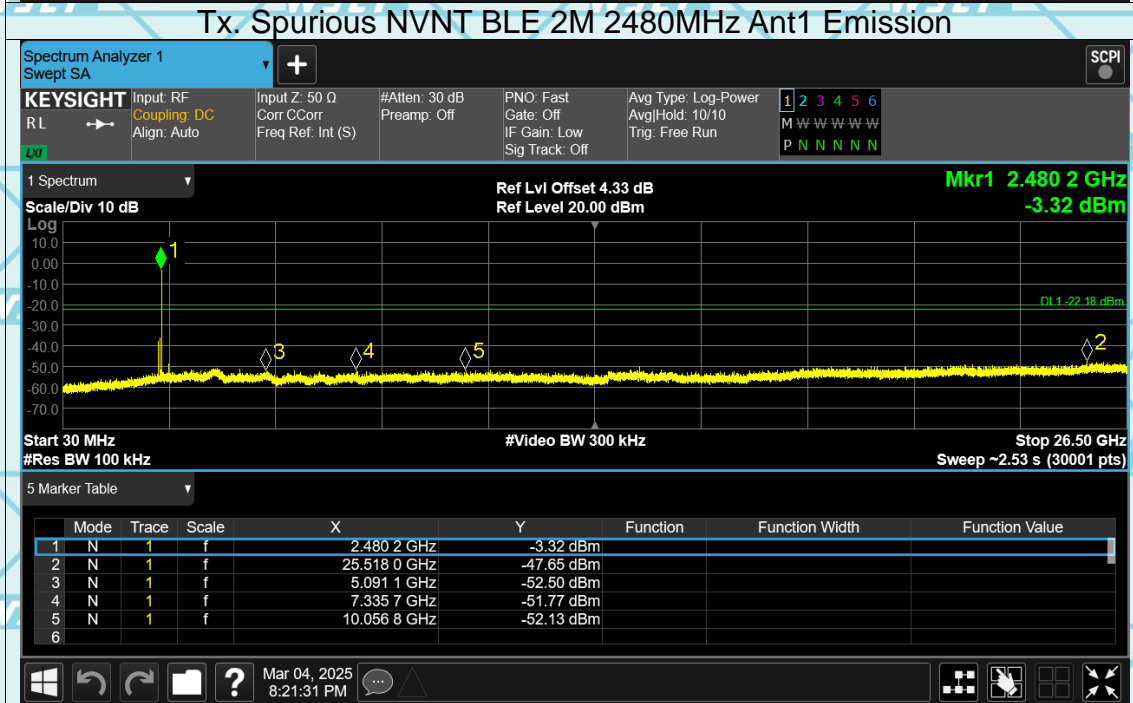 Tx. Spurious NVNT BLE 2M 2480MHz Ant1 Emission
Spectrum Analyzer 1
Swept SA
+
SCPI
KEYSIGHT
RL
LXI
Input: RF
Coupling: DC
Align: Auto
Input Z: 50 Ω
Corr CCorr
Freq Ref: Int (S)
#Atten: 30 dB
Preamp: Off
PNO: Fast
Gate: Off
IF Gain: Low
Sig Track: Off
Avg Type: Log-Power
Avg|Hold: 10/10
Trig: Free Run
1 2 3 4 5 6
M W W W W W
P N N N N N
1 Spectrum
Ref Lvl Offset 4.33 dB
Mkr1 2.480 2 GHz
Scale/Div 10 dB
Ref Level 20.00 dBm
-3.32 dBm
Log
10.0
0.00
-10.0
-20.0
-30.0
-40.0
-50.0
-60.0
-70.0
1
DL1 -22.18 dBm
3
4
5
2
Start 30 MHz
#Video BW 300 kHz
Stop 26.50 GHz
#Res BW 100 kHz
Sweep ~2.53 s (30001 pts)
5 Marker Table
Mode Trace Scale X Y Function Function Width Function Value
1 N 1 f 2.480 2 GHz -3.32 dBm
2 N 1 f 25.518 0 GHz -47.65 dBm
3 N 1 f 5.091 1 GHz -52.50 dBm
4 N 1 f 7.335 7 GHz -51.77 dBm
5 N 1 f 10.056 8 GHz -52.13 dBm
6
?
Mar 04, 2025
8:21:31 PM